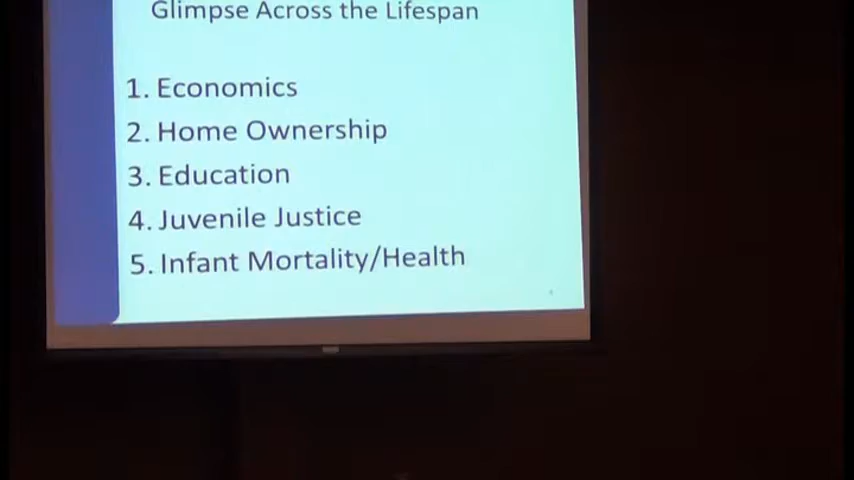 Glimpse Across the Lifespan
1. Economics
2. Home Ownership
3. Education
4. Juvenile Justice
5. Infant Mortality/Health